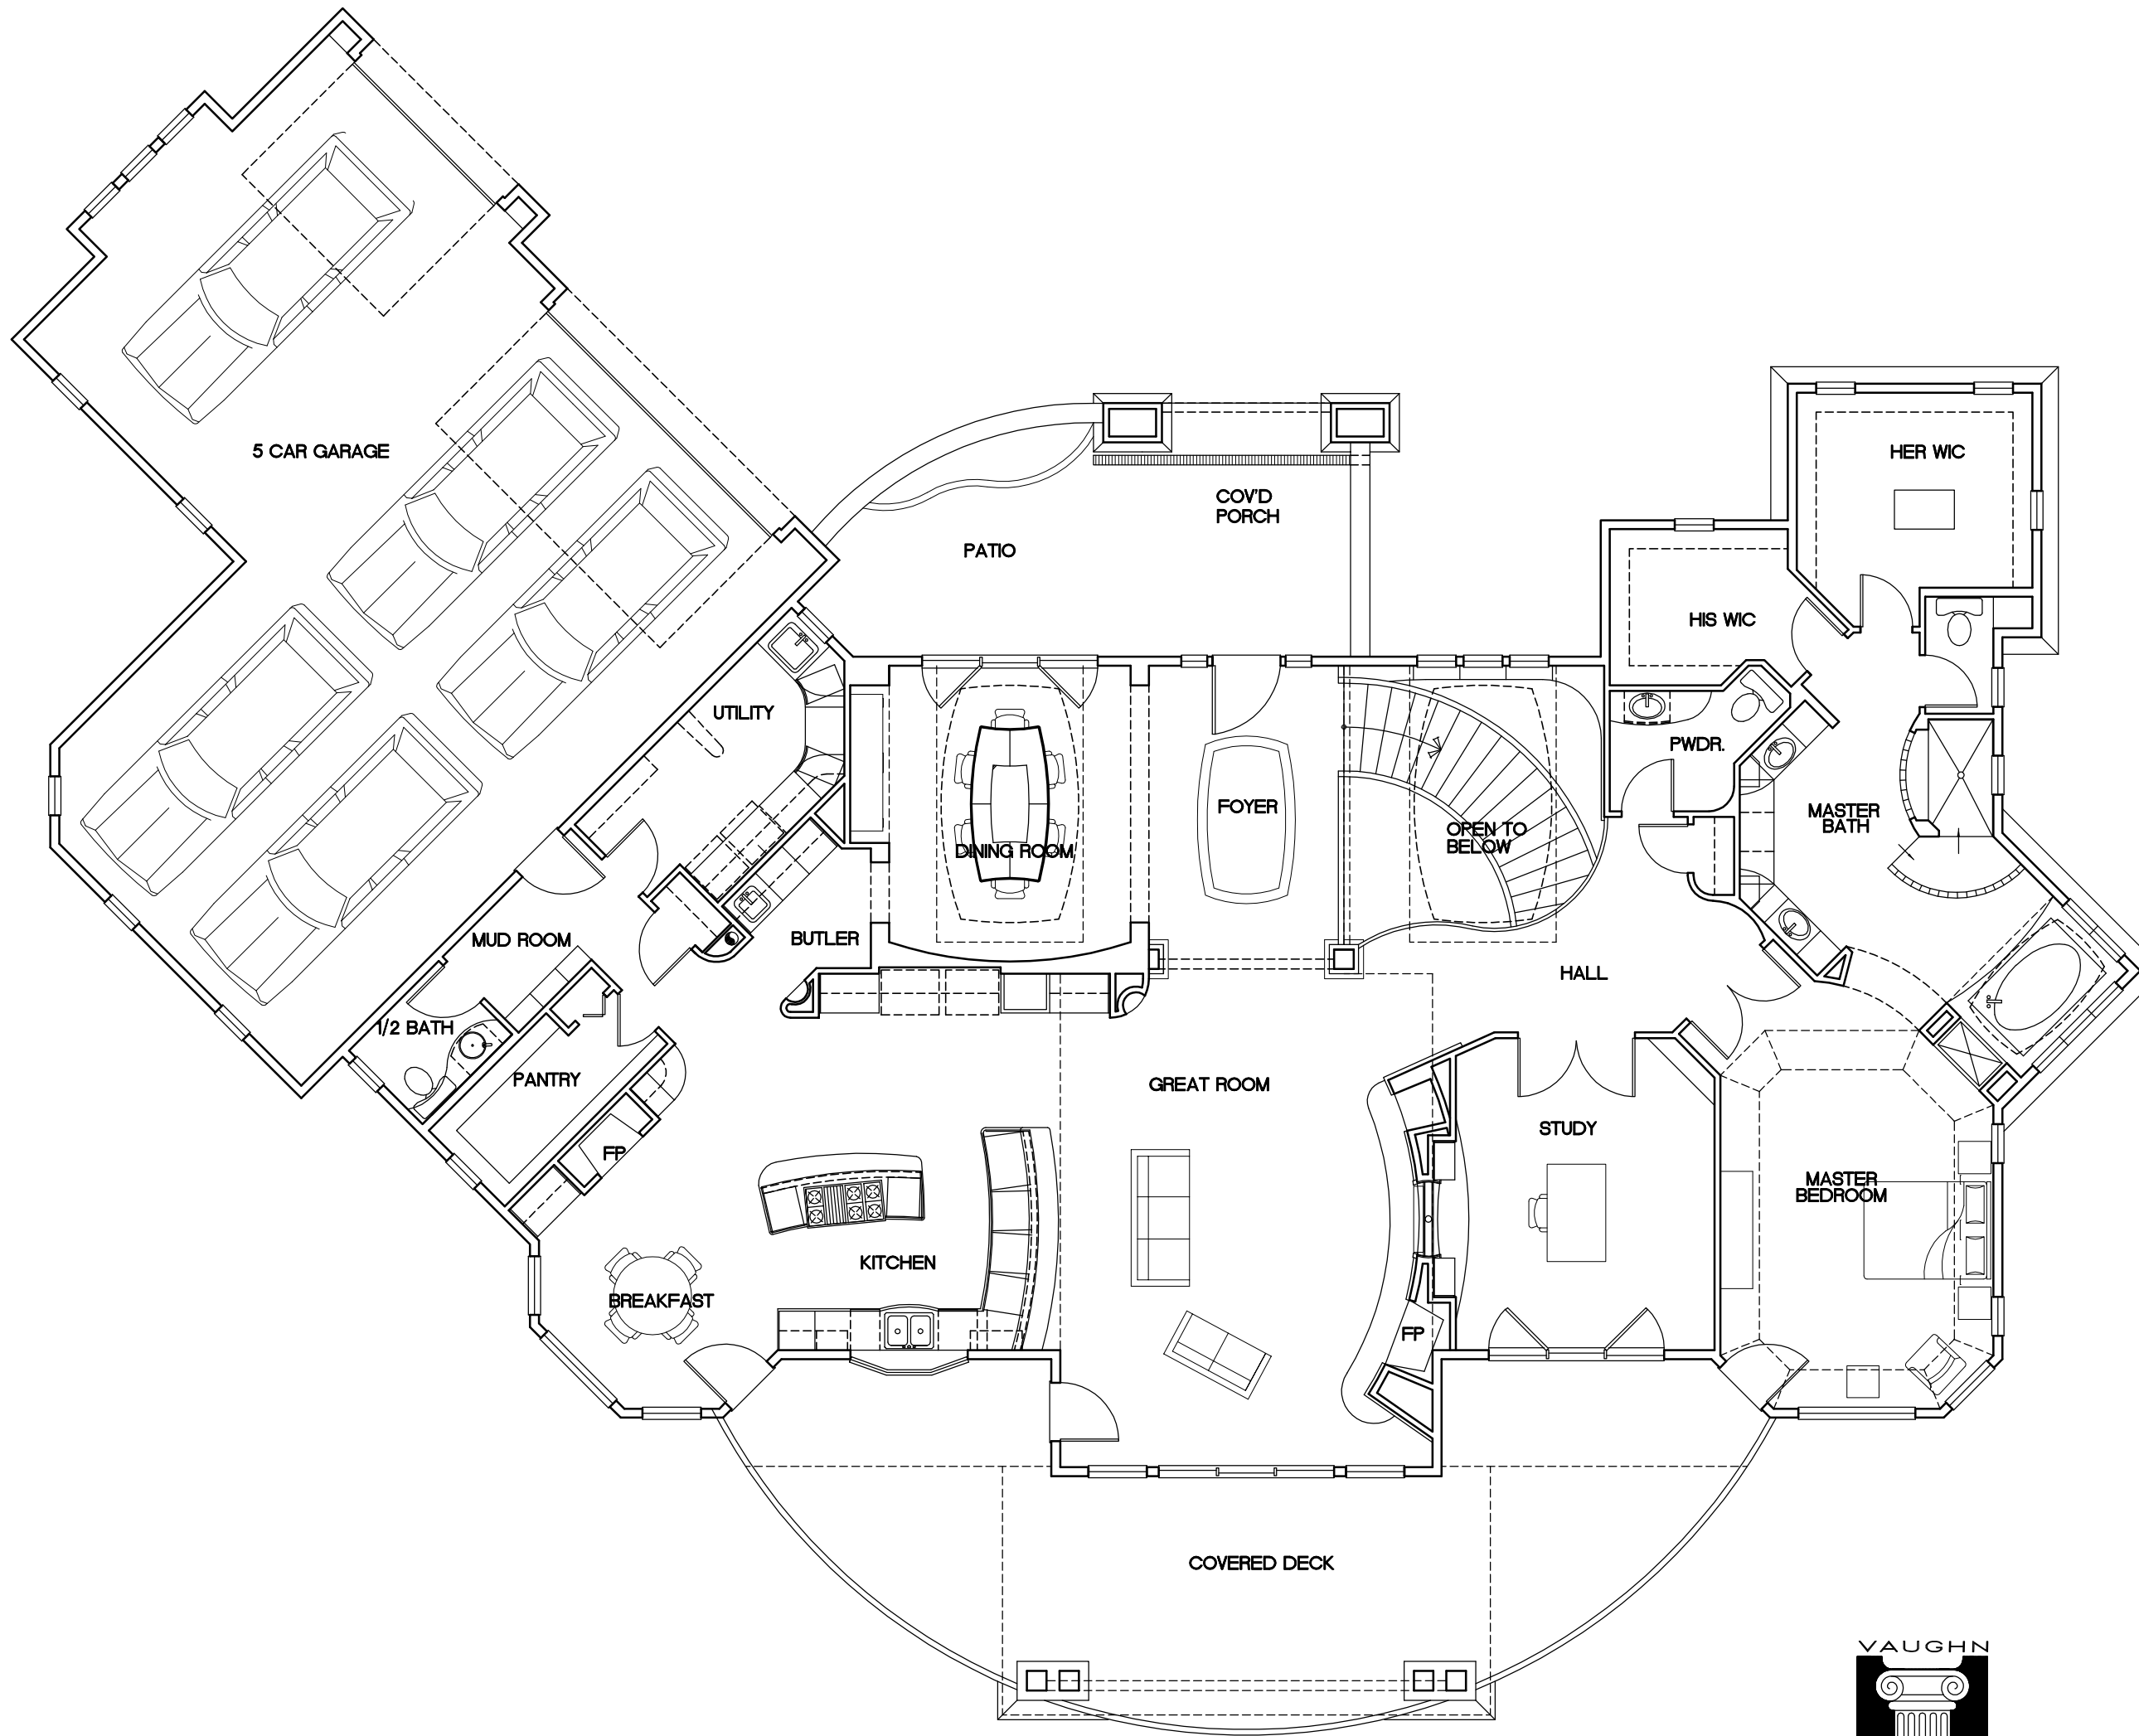 5 CAR GARAGE
HER WIC
COV'D
PORCH
PATIO
HIS WIC
UTILITY
PWDR.
FOYER
MASTER
BATH
OPEN TO
BELOW
DINING ROOM
MUD ROOM
BUTLER
HALL
1/2 BATH
PANTRY
GREAT ROOM
STUDY
FP
MASTER
BEDROOM
KITCHEN
BREAKFAST
FP
COVERED DECK
VAUGHN